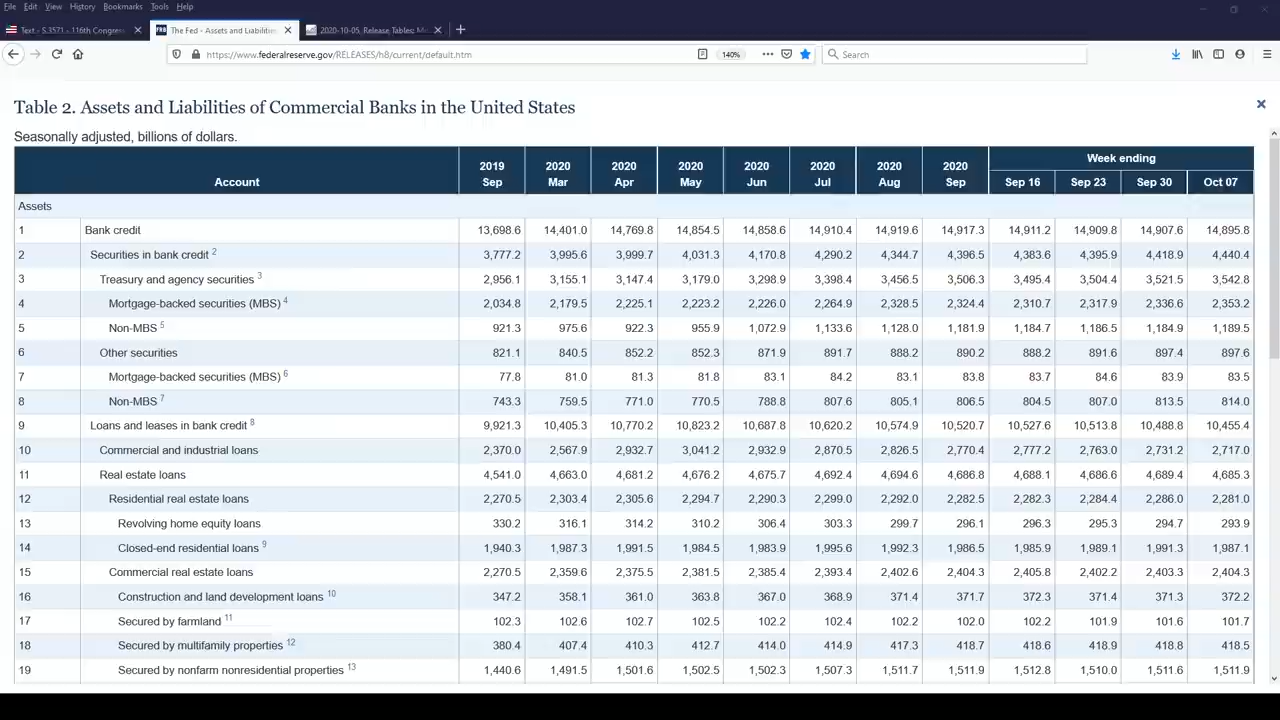 File Edit View History Bookmarks Tools Help
Text - S.3571 - 116th Congress The Fed - Assets and Liabilities 2020-10-05, Release Tables: M
https://www.federalreserve.gov/RELEASES/h8/current/default.htm 140% Search
Table 2. Assets and Liabilities of Commercial Banks in the United States
Seasonally adjusted, billions of dollars.
Account 2019 Sep 2020 Mar 2020 Apr 2020 May 2020 Jun 2020 Jul 2020 Aug 2020 Sep Week ending Sep 16 Sep 23 Sep 30 Oct 07
Assets
1 Bank credit 13,698.6 14,401.0 14,769.8 14,854.5 14,858.6 14,910.4 14,919.6 14,917.3 14,911.2 14,909.8 14,907.6 14,895.8
2 Securities in bank credit 2 3,777.2 3,995.6 3,999.7 4,031.3 4,170.8 4,290.2 4,344.7 4,396.5 4,383.6 4,395.9 4,418.9 4,440.4
3 Treasury and agency securities 3 2,956.1 3,155.1 3,147.4 3,179.0 3,298.9 3,398.4 3,456.5 3,506.3 3,495.4 3,504.4 3,521.5 3,542.8
4 Mortgage-backed securities (MBS) 4 2,034.8 2,179.5 2,225.1 2,223.2 2,226.0 2,264.9 2,328.5 2,324.4 2,310.7 2,317.9 2,336.6 2,353.2
5 Non-MBS 5 921.3 975.6 922.3 955.9 1,072.9 1,133.6 1,128.0 1,181.9 1,184.7 1,186.5 1,184.9 1,189.5
6 Other securities 821.1 840.5 852.2 852.3 871.9 891.7 888.2 890.2 888.2 891.6 897.4 897.6
7 Mortgage-backed securities (MBS) 6 77.8 81.0 81.3 81.8 83.1 84.2 83.1 83.8 83.7 84.6 83.9 83.5
8 Non-MBS 7 743.3 759.5 771.0 770.5 788.8 807.6 805.1 806.5 804.5 807.0 813.5 814.0
9 Loans and leases in bank credit 8 9,921.3 10,405.3 10,770.2 10,823.2 10,687.8 10,620.2 10,574.9 10,520.7 10,527.6 10,513.8 10,488.8 10,455.4
10 Commercial and industrial loans 2,370.0 2,567.9 2,932.7 3,041.2 2,932.9 2,870.5 2,826.5 2,770.4 2,777.2 2,763.0 2,731.2 2,717.0
11 Real estate loans 4,541.0 4,663.0 4,681.2 4,676.2 4,675.7 4,692.4 4,694.6 4,686.8 4,688.1 4,686.6 4,689.4 4,685.3
12 Residential real estate loans 2,270.5 2,303.4 2,305.6 2,294.7 2,290.3 2,299.0 2,292.0 2,282.5 2,282.3 2,284.4 2,286.0 2,281.0
13 Revolving home equity loans 330.2 316.1 314.2 310.2 306.4 303.3 299.7 296.1 296.3 295.3 294.7 293.9
14 Closed-end residential loans 9 1,940.3 1,987.3 1,991.5 1,984.5 1,983.9 1,995.6 1,992.3 1,986.5 1,985.9 1,989.1 1,991.3 1,987.1
15 Commercial real estate loans 2,270.5 2,359.6 2,375.5 2,381.5 2,385.4 2,393.4 2,402.6 2,404.3 2,405.8 2,402.2 2,403.3 2,404.3
16 Construction and land development loans 10 347.2 358.1 361.0 363.8 367.0 368.9 371.4 371.7 372.3 371.4 371.3 372.2
17 Secured by farmland 11 102.3 102.6 102.7 102.5 102.2 102.4 102.2 102.0 102.2 101.9 101.6 101.7
18 Secured by multifamily properties 12 380.4 407.4 410.3 412.7 414.0 414.9 417.3 418.7 418.6 418.9 418.8 418.5
19 Secured by nonfarm nonresidential properties 13 1,440.6 1,491.5 1,501.6 1,502.5 1,502.3 1,507.3 1,511.7 1,511.9 1,512.8 1,510.0 1,511.6 1,511.9